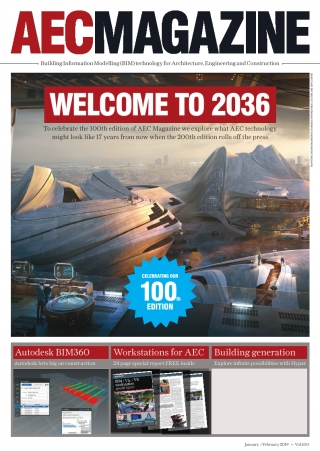 AECMAGAZINE
Building Information Modelling (BIM) technology for Architecture, Engineering and Construction
WELCOME TO 2036
To celebrate the 100th edition of AEC Magazine we explore what AEC technology
might look like 17 years from now when the 200th edition rolls off the press
CELEBRATING OUR
100th
EDITION
Autodesk BIM360
Autodesk bets big on construction
Workstations for AEC
24 page special report FREE inside
Building generation
Explore infinite possibilities with
January / February 2019